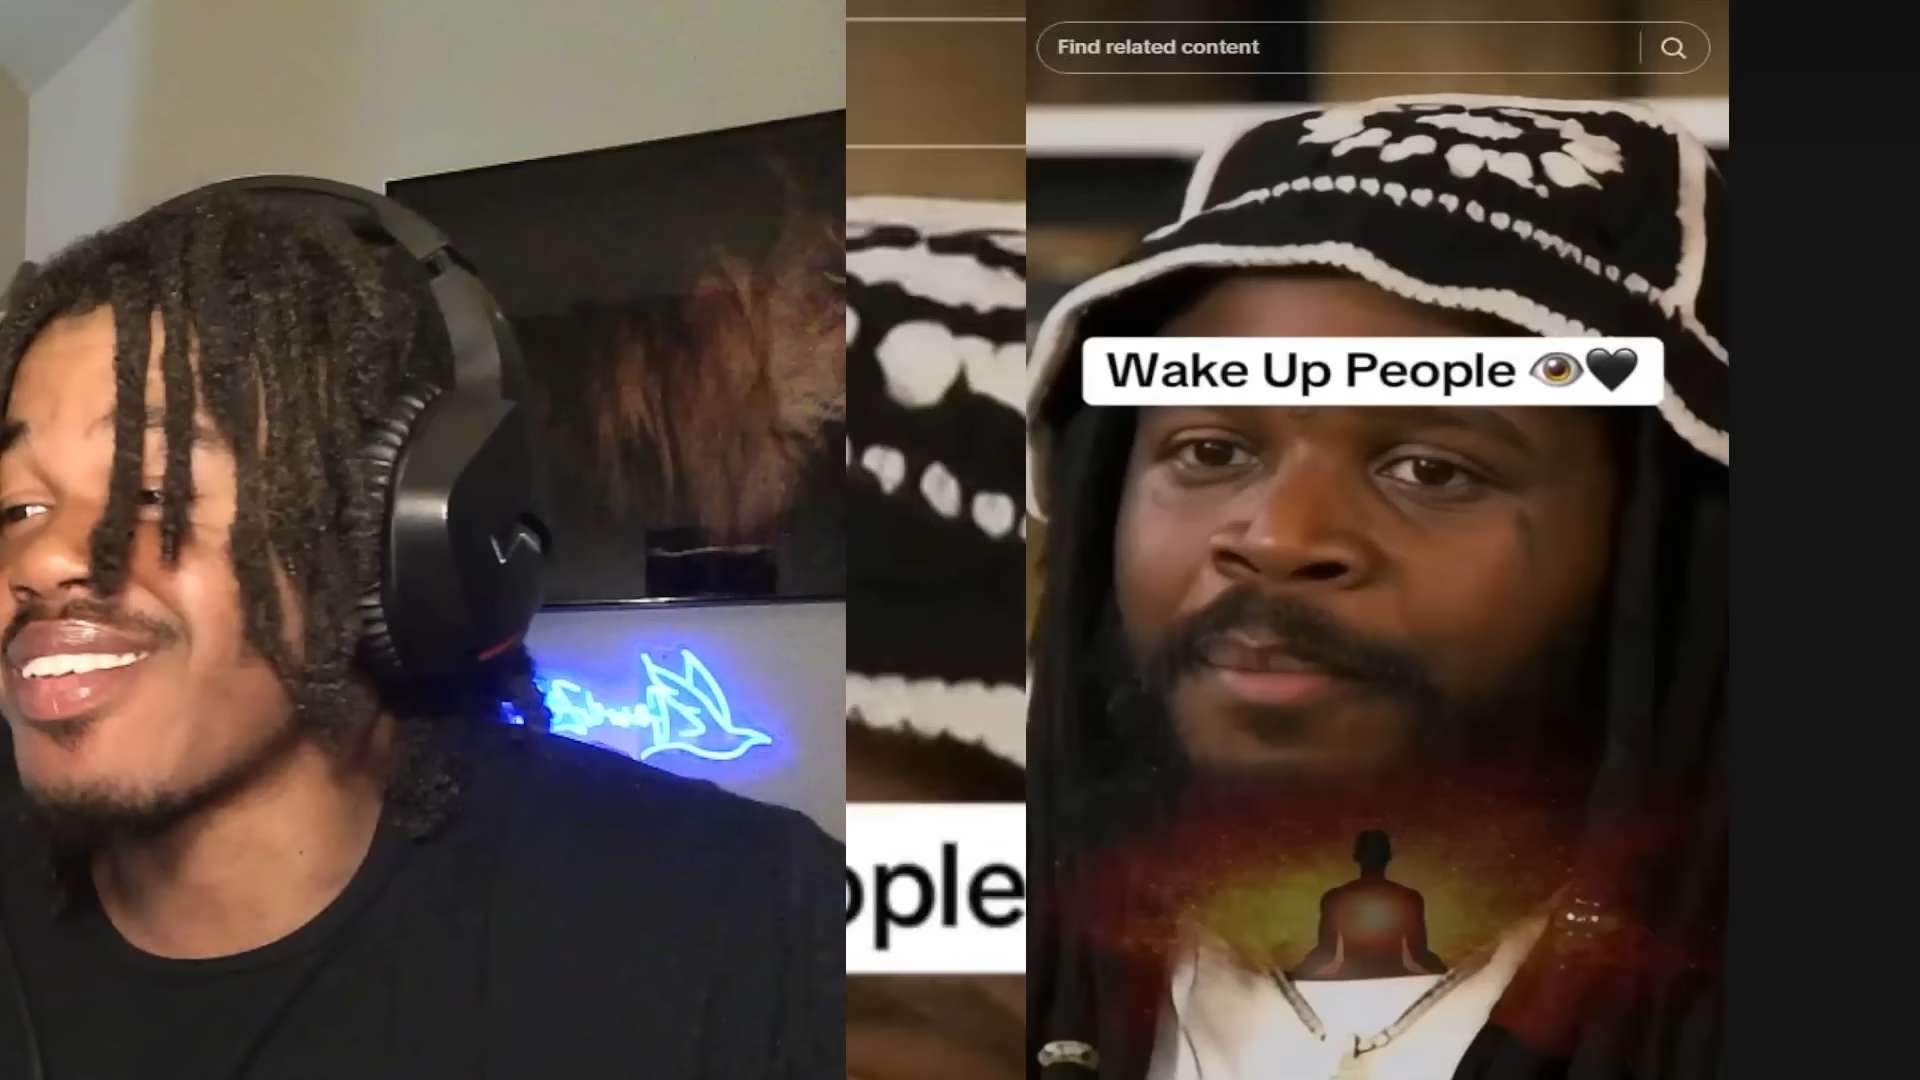 Find related content
Wake Up People 👁️🖤
ople